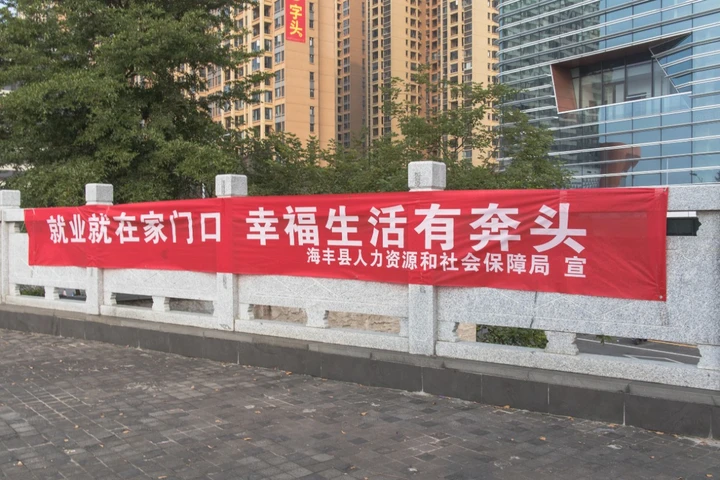 字头
就业就在家门口 幸福生活有奔头
海丰县人力资源和社会保障局 宣